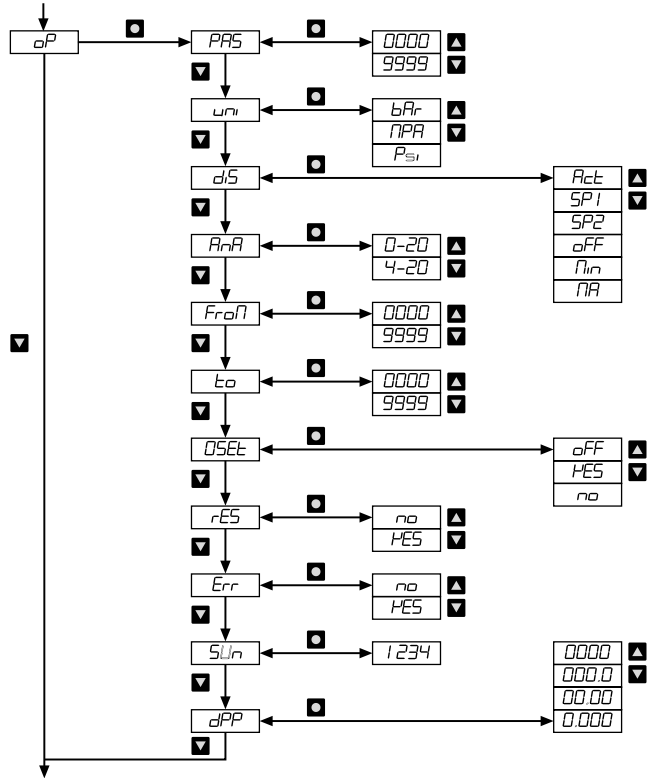 oP
PAS
0000
9999
uni
bAr
MPA
Psi
diS
Act
SP1
SP2
oFF
Min
MA
AnA
0-20
4-20
FroM
0000
9999
to
0000
9999
OSEt
oFF
YES
no
rES
no
YES
Err
no
YES
SUn
1234
dPP
0000
000.0
00.00
0.000